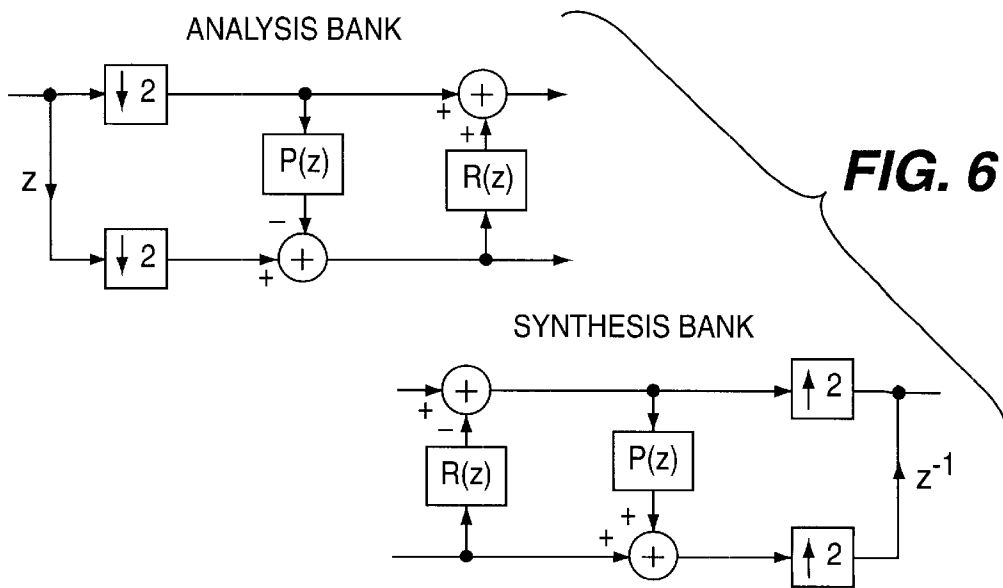 ANALYSIS BANK
↓ 2
+
+
+
P(z)
R(z)
z
FIG. 6
−
↓ 2
+
+
SYNTHESIS BANK
+
+
↑ 2
−
R(z)
P(z)
z-1
+
+
+
↑ 2